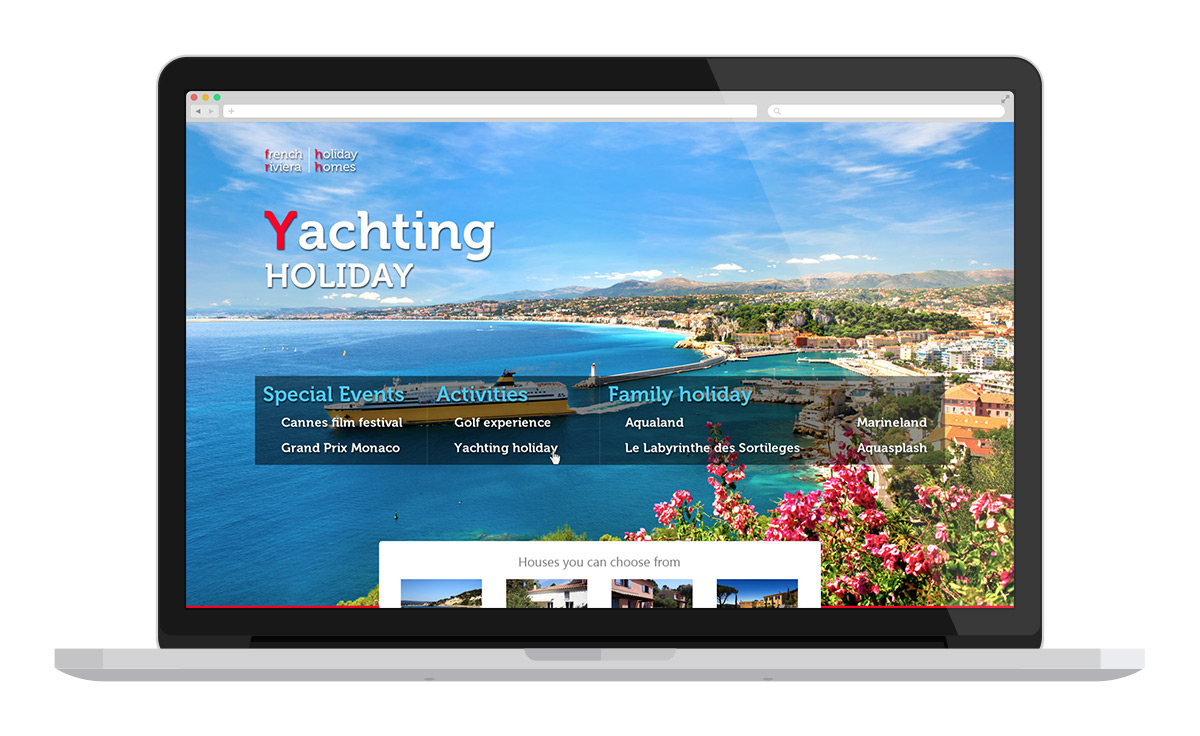 french holiday
riviera homes
Yachting
HOLIDAY
Special Events Activities Family holiday
Cannes film festival Golf experience Aqualand Marineland
Grand Prix Monaco Yachting holiday Le Labyrinthe des Sortileges Aquasplash
Houses you can choose from